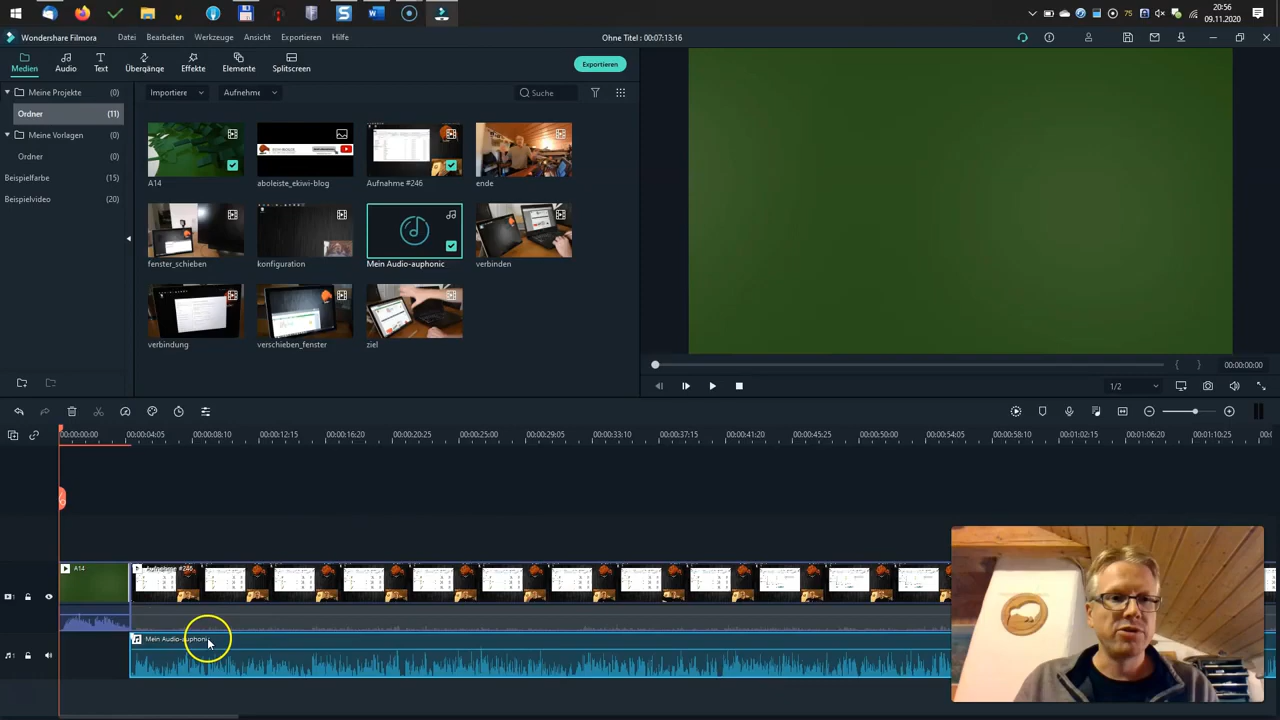 75
20:56
09.11.2020
Wondershare Filmora
Datei Bearbeiten Werkzeuge Ansicht Exportieren Hilfe
Ohne Titel : 00:07:13:16
Medien Audio Text Übergänge Effekte Elemente Splitscreen
Exportieren
Meine Projekte (0)
Ordner (11)
Meine Vorlagen (0)
Ordner (0)
Beispielfarbe (15)
Beispielvideo (20)
Importiere
Aufnehme
Suche
A14 aboleiste_ekiwi-blog Aufnahme #246 ende
fenster_schieben konfiguration Mein Audio-auphonic verbinden
verbindung verschieben_fenster ziel
00:00:00:00
1/2
00:00:00:00 00:00:04:05 00:00:08:10 00:00:12:15 00:00:16:20 00:00:20:25 00:00:25:00 00:00:29:05 00:00:33:10 00:00:37:15 00:00:41:20 00:00:45:25 00:00:50:00 00:00:54:05 00:00:58:10 00:01:02:15 00:01:06:20 00:01:10:25
A14
Aufnahme #246
1
Mein Audio-auphonic
1